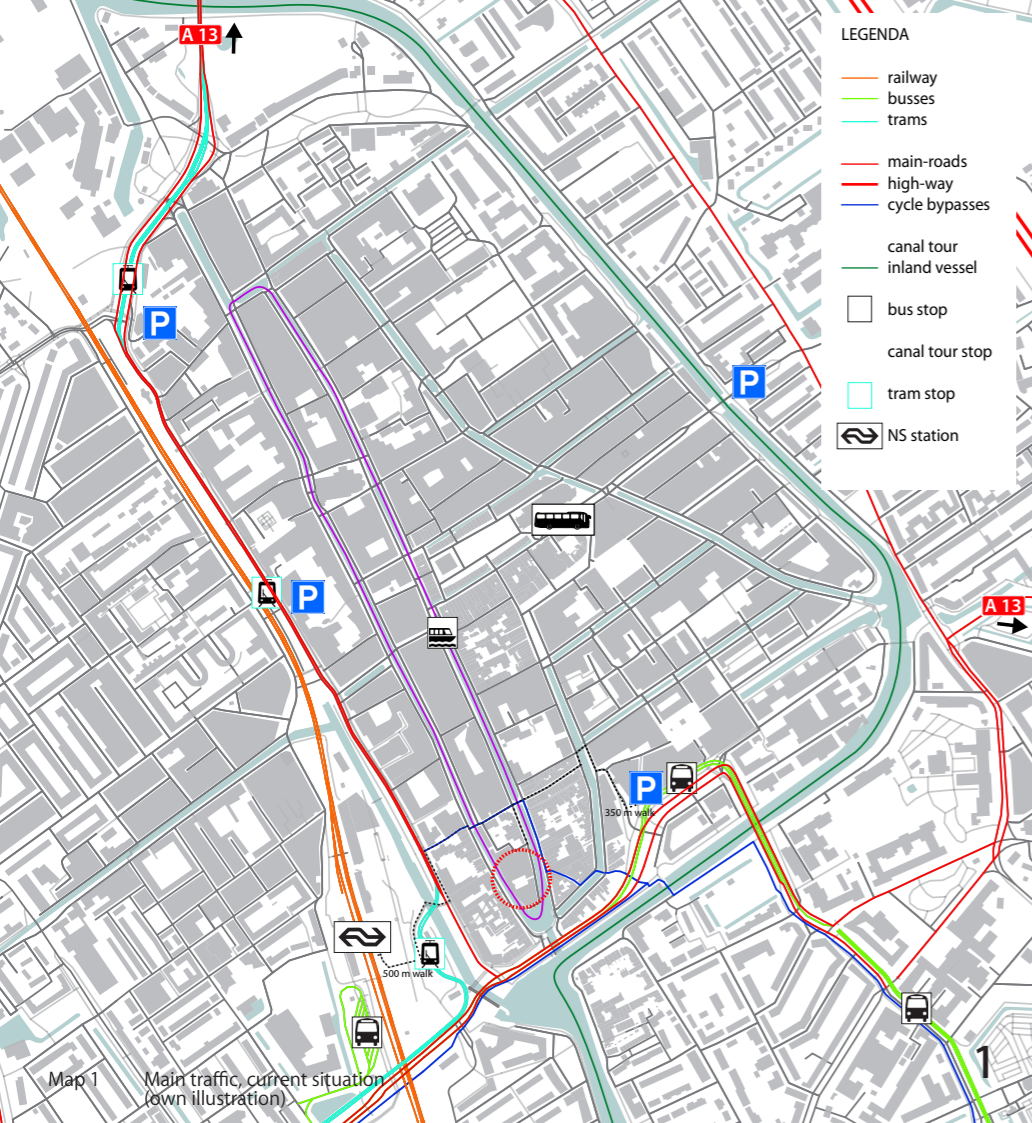 A 13
LEGENDA
railway
busses
trams
main-roads
high-way
cycle bypasses
canal tour
inland vessel
bus stop
canal tour stop
tram stop
NS station
P
P
P
A 13
P
350 m walk
500 m walk
1
Map 1 Main traffic, current situation
(own illustration)